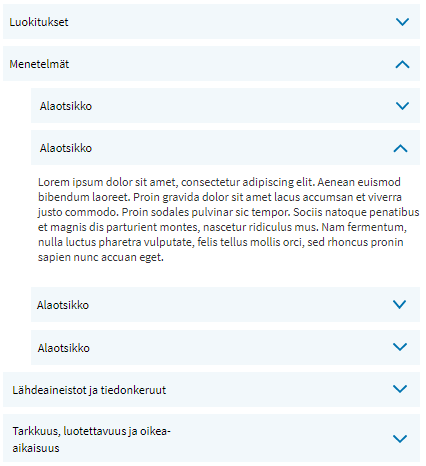 Luokitukset
Menetelmät
Alaotsikko
Alaotsikko
Lorem ipsum dolor sit amet, consectetur adipiscing elit. Aenean euismod
bibendum laoreet. Proin gravida dolor sit amet lacus accumsan et viverra
justo commodo. Proin sodales pulvinar sic tempor. Sociis natoque penatibus
et magnis dis parturient montes, nascetur ridiculus mus. Nam fermentum,
nulla luctus pharetra vulputate, felis tellus mollis orci, sed rhoncus pronin
sapien nunc accuan eget.
Alaotsikko
Alaotsikko
Lähdeaineistot ja tiedonkeruut
Tarkkuus, luotettavuus ja oikea-
aikaisuus